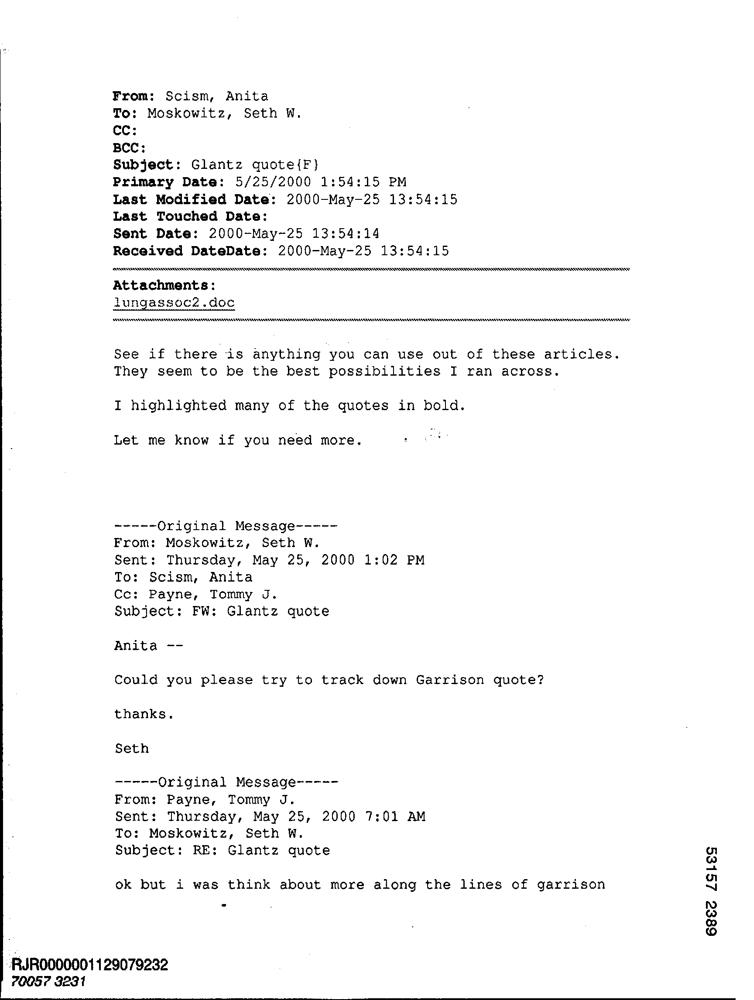 From: Scism, Anita
To: Moskowitz, Seth W.
CC:
BCC:
Subject: Glantz quote{F}
Primary Date: 5/25/2000 1:54:15 PM
Last Modified Date: 2000-May-25 13:54:15
Last Touched Date:
Sent Date: 2000-May-25 13:54:14
Received DateDate: 2000-May-25 13:54:15
Attachments:
lungassoc2.doc
See if there is anything you can use out of these articles.
They seem to be the best possibilities I ran across.
I highlighted many of the quotes in bold.
Let me know if you need more.
-----Original Message-----
From: Moskowitz, Seth W.
Sent: Thursday, May 25, 2000 1:02 PM
To: Scism, Anita
Cc: Payne, Tommy J.
Subject: FW: Glantz quote
Anita --
Could you please try to track down Garrison quote?
thanks.
Seth
-----Original Message-----
From: Payne, Tommy J.
Sent: Thursday, May 25, 2000 7:01 AM
To: Moskowitz, Seth W.
Subject: RE: Glantz quote
ok but i was think about more along the lines of garrison
53157 2389
RJR0000001129079232
70057 3231